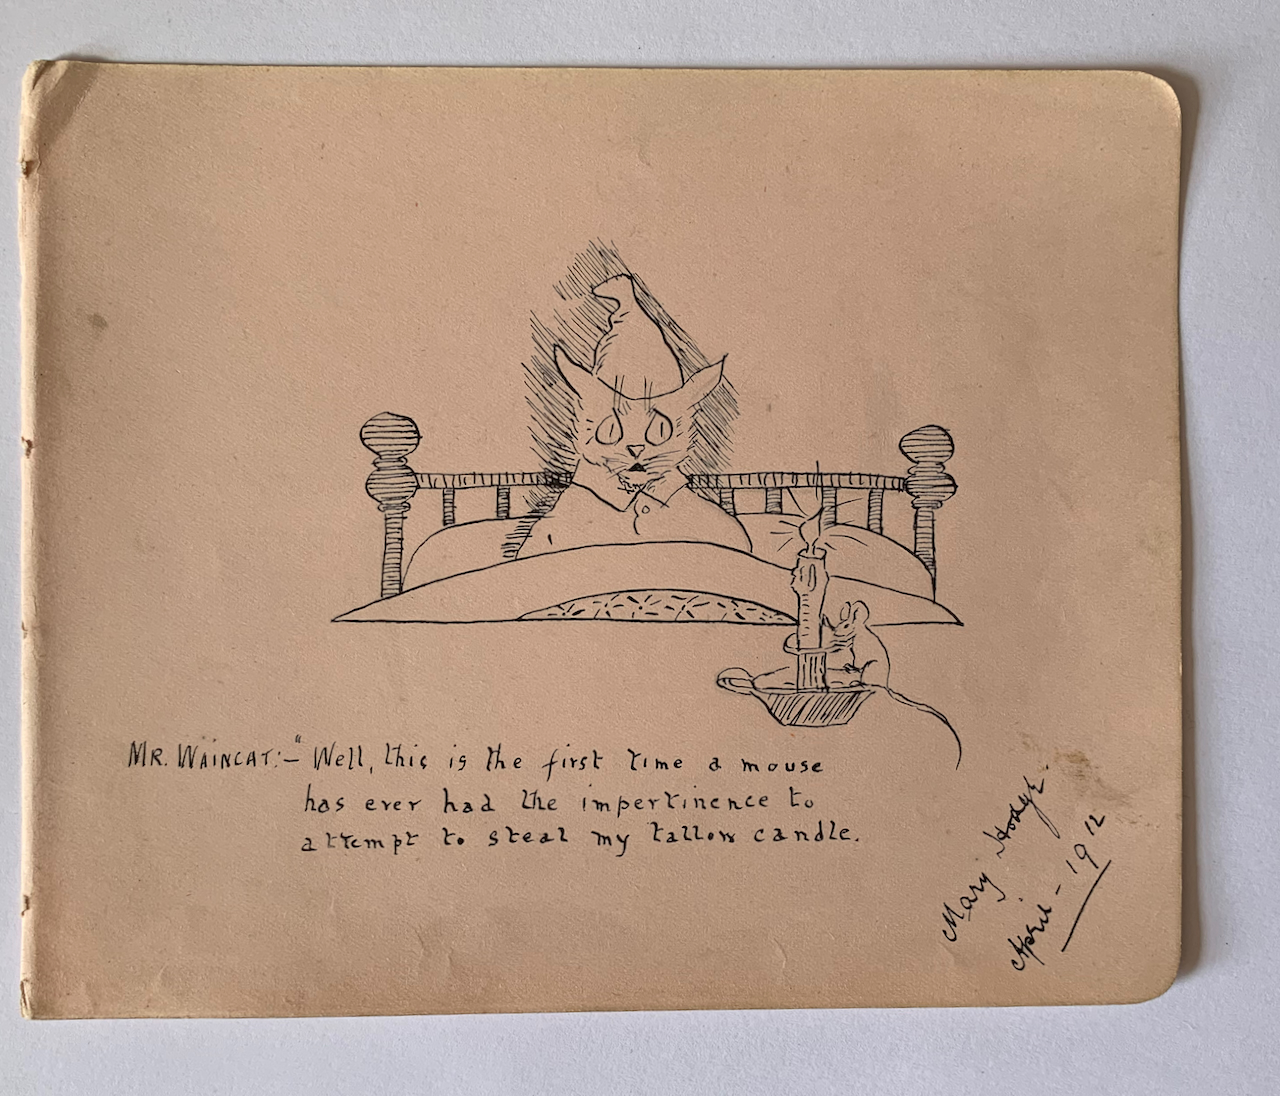 MR. WAINCAT:- "Well, this is the first time a mouse
has ever had the impertinence to
attempt to steal my tallow candle.
Mary Hodge.
April - 1912